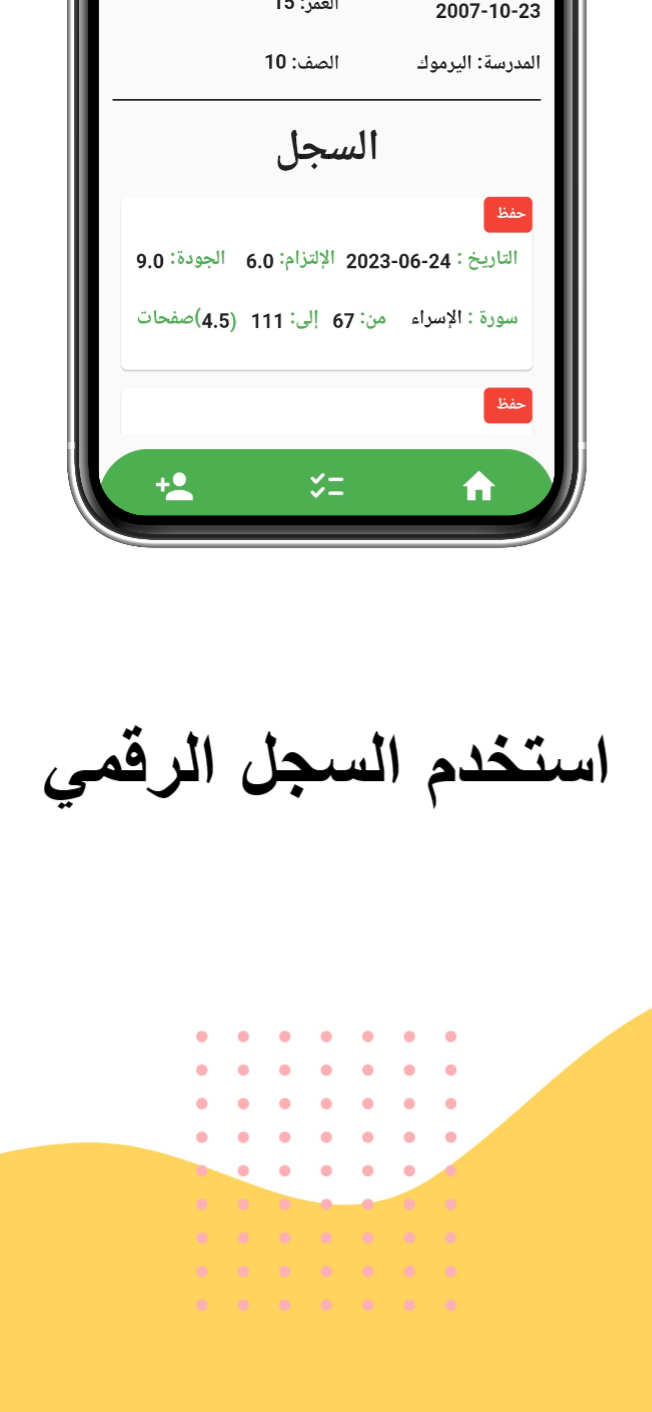 2007-10-23 العمر: 15
المدرسة: اليرموك الصف: 10
السجل
حفظ
التاريخ : 2023-06-24 الإلتزام: 6.0 الجودة: 9.0
سورة : الإسراء من: 67 إلى: 111 (4.5)صفحات
حفظ
استخدم السجل الرقمي